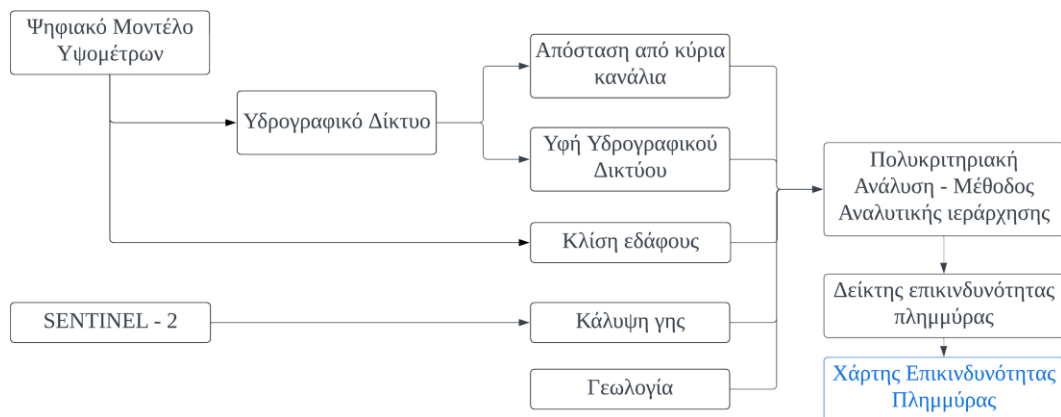 Ψηφιακό Μοντέλο
Υψομέτρων
Υδρογραφικό Δίκτυο
Απόσταση από κύρια
κανάλια
Υφή Υδρογραφικού
Δικτύου
Κλίση εδάφους
SENTINEL - 2
Κάλυψη γης
Γεωλογία
Πολυκριτηριακή
Ανάλυση - Μέθοδος
Αναλυτικής ιεράρχησης
Δείκτης επικινδυνότητας
πλημμύρας
Χάρτης Επικινδυνότητας
Πλημμύρας